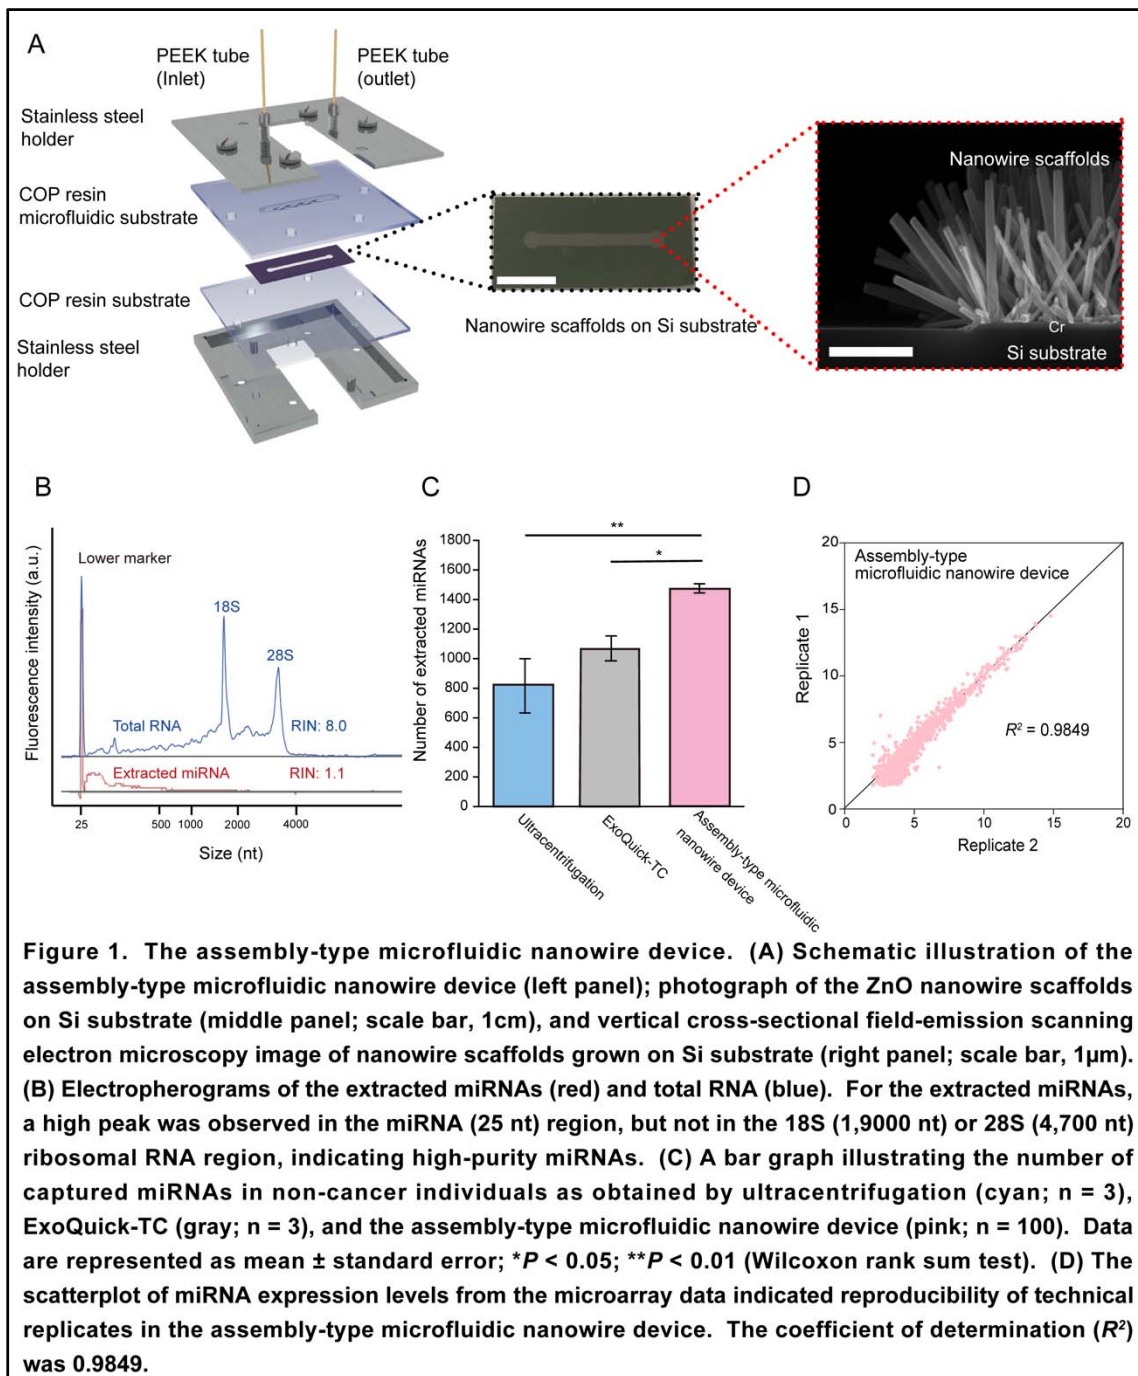 A
PEEK tube
(Inlet)
PEEK tube
(outlet)
Stainless steel
holder
COP resin
microfluidic substrate
COP resin substrate
Stainless steel
holder
Nanowire scaffolds on Si substrate
Nanowire scaffolds
Cr
Si substrate
B
Fluorescence intensity (a.u.)
Lower marker
18S
28S
Total RNA
RIN: 8.0
Extracted miRNA
RIN: 1.1
25
500
1000
2000
4000
Size (nt)
C
Number of extracted miRNAs
1800
1600
1400
1200
1000
800
600
400
200
0
**
*
Ultracentrifugation
ExoQuick-TC
Assembly-type microfluidic
nanowire device
D
Replicate 1
20
15
10
5
0
Assembly-type
microfluidic nanowire device
R² = 0.9849
0
5
10
15
20
Replicate 2
Figure 1. The assembly-type microfluidic nanowire device. (A) Schematic illustration of the
assembly-type microfluidic nanowire device (left panel); photograph of the ZnO nanowire scaffolds
on Si substrate (middle panel; scale bar, 1cm), and vertical cross-sectional field-emission scanning
electron microscopy image of nanowire scaffolds grown on Si substrate (right panel; scale bar, 1µm).
(B) Electropherograms of the extracted miRNAs (red) and total RNA (blue). For the extracted miRNAs,
a high peak was observed in the miRNA (25 nt) region, but not in the 18S (1,9000 nt) or 28S (4,700 nt)
ribosomal RNA region, indicating high-purity miRNAs. (C) A bar graph illustrating the number of
captured miRNAs in non-cancer individuals as obtained by ultracentrifugation (cyan; n = 3),
ExoQuick-TC (gray; n = 3), and the assembly-type microfluidic nanowire device (pink; n = 100). Data
are represented as mean ± standard error; *P < 0.05; **P < 0.01 (Wilcoxon rank sum test). (D) The
scatterplot of miRNA expression levels from the microarray data indicated reproducibility of technical
replicates in the assembly-type microfluidic nanowire device. The coefficient of determination (R²)
was 0.9849.